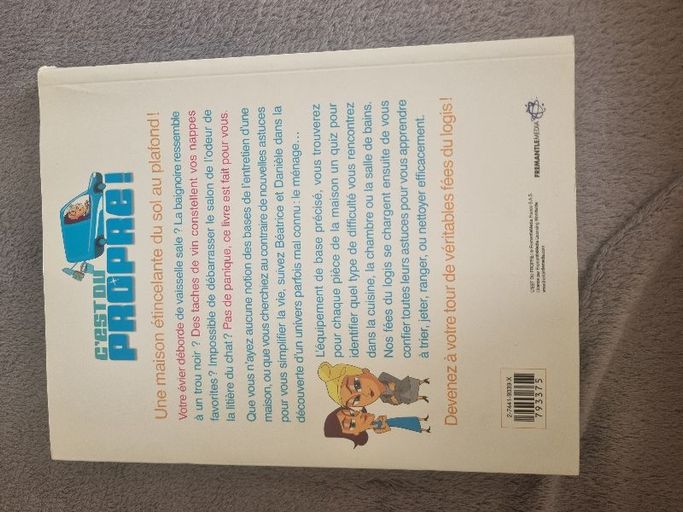 C'EST DU
PROPRE !
Une maison étincelante du sol au plafond !
Votre évier déborde de vaisselle sale ? La baignoire ressemble
à un trou noir ? Des taches de vin constellent vos nappes
favorites ? Impossible de débarrasser le salon de l'odeur de
la litière du chat ? Pas de panique, ce livre est fait pour vous.
Que vous n'ayez aucune notion des bases de l'entretien d'une
maison, ou que vous cherchiez au contraire de nouvelles astuces
pour vous simplifier la vie, suivez Béatrice et Danièle dans la
découverte d'un univers parfois mal connu : le ménage...
L'équipement de base précisé, vous trouverez
pour chaque pièce de la maison un quiz pour
identifier quel type de difficulté vous rencontrez
dans la cuisine, la chambre ou la salle de bains.
Nos fées du logis se chargent ensuite de vous
confier toutes leurs astuces pour vous apprendre
à trier, jeter, ranger, ou nettoyer efficacement.
Devenez à votre tour de véritables fées du logis !
2-7441-9039-X
793375
FREMANTLEMEDIA